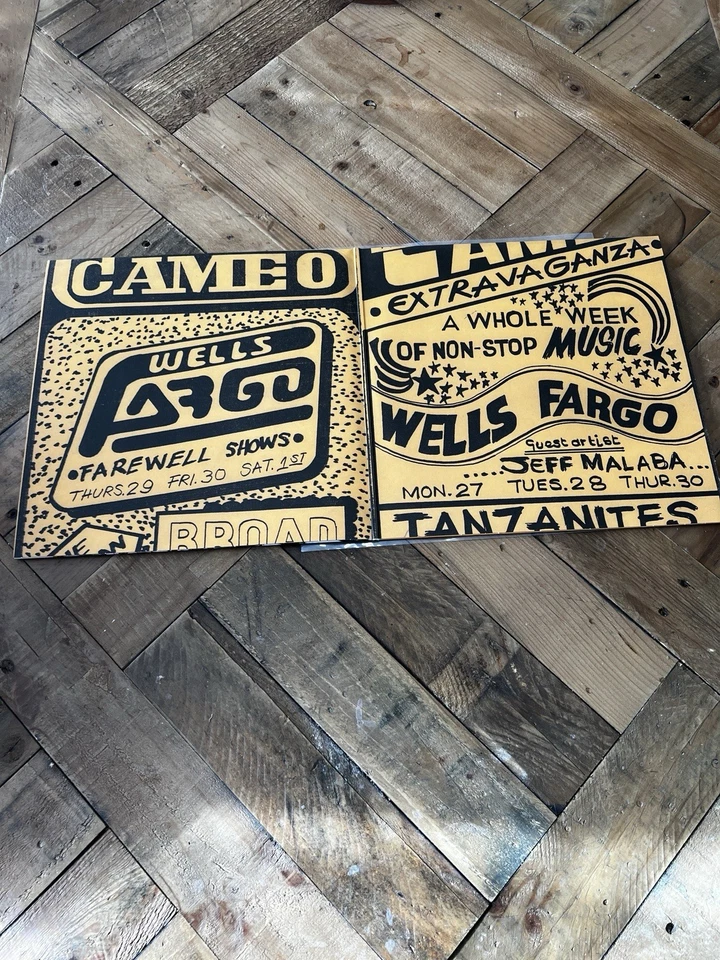 CAMEO
WELLS
FARGO
•FAREWELL SHOWS•
THURS.29 FRI.30 SAT.1ST
BROAD
•EXTRAVAGANZA•
A WHOLE WEEK
OF NON-STOP MUSIC
WELLS FARGO
Guest artist
.....JEFF MALABA...
MON.27 TUES.28 THUR.30
TANZANITES